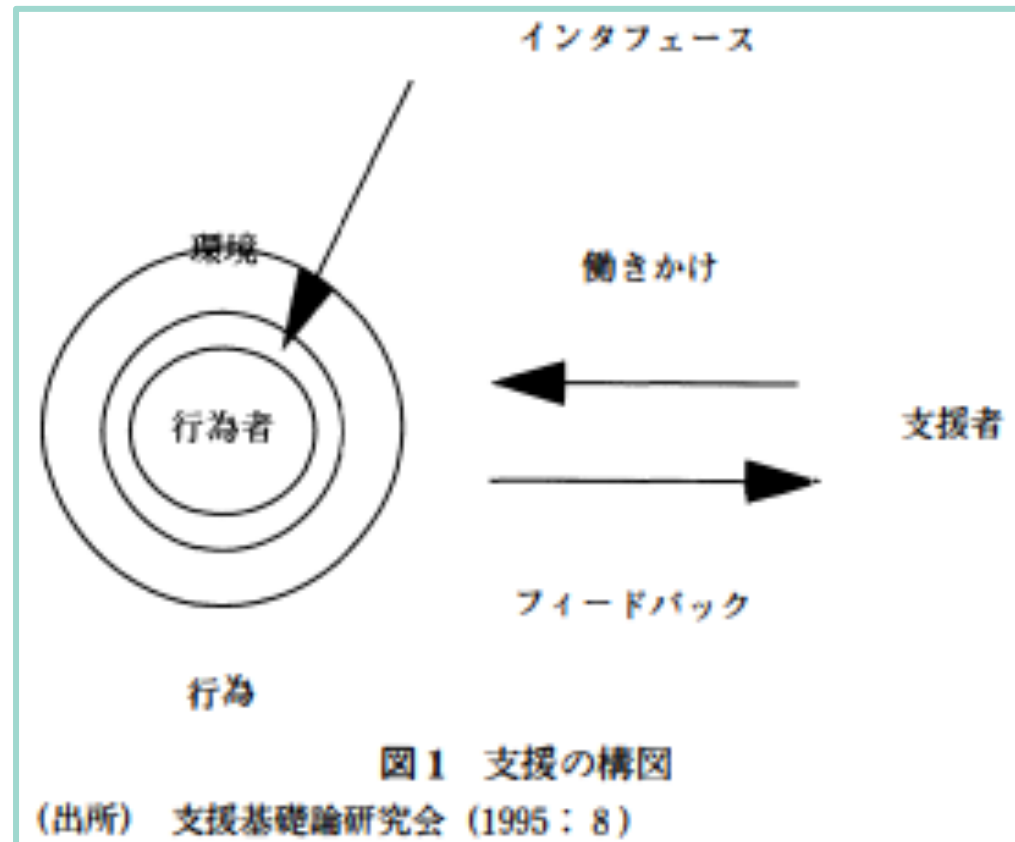 インタフェース
環境
働きかけ
行為者
支援者
フィードバック
行為
図1 支援の構図
(出所) 支援基礎論研究会(1995:8)